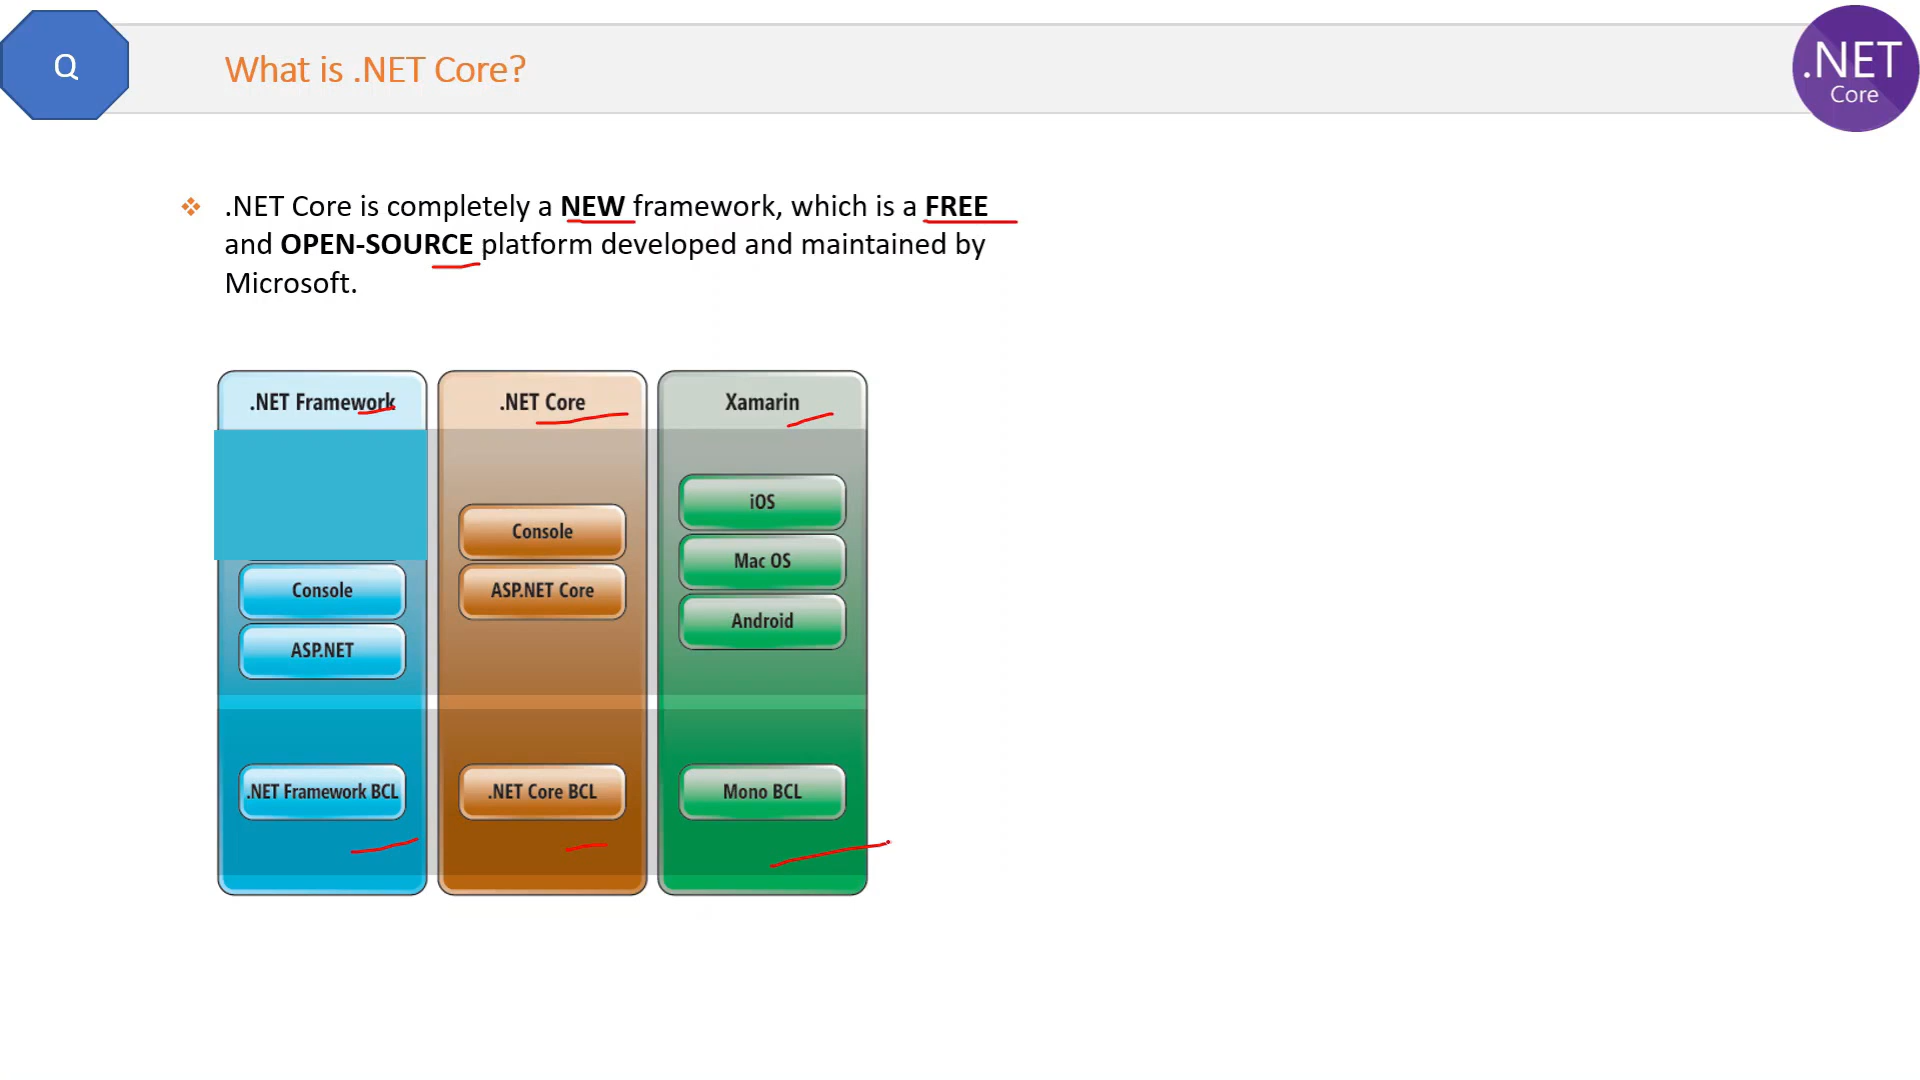 Q
What is .NET Core?
.NET
Core
.NET Core is completely a NEW framework, which is a FREE
and OPEN-SOURCE platform developed and maintained by
Microsoft.
.NET Framework
Console
ASP.NET
.NET Framework BCL
.NET Core
Console
ASP.NET Core
.NET Core BCL
Xamarin
iOS
Mac OS
Android
Mono BCL